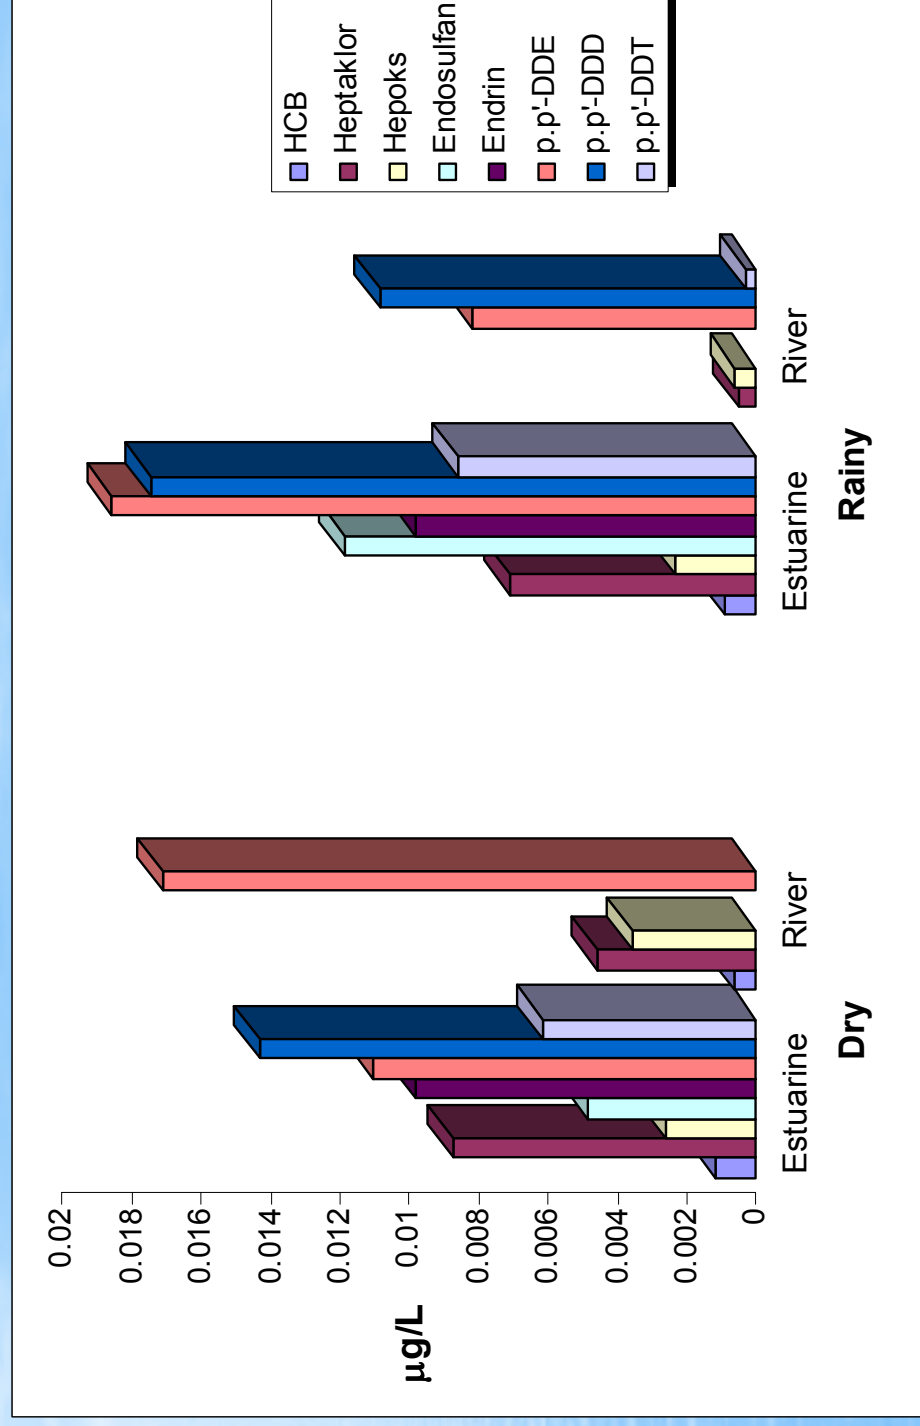 0.02
0.018
0.016
0.014
0.012
0.01
0.008
0.006
0.004
0.002
0
µg/L
Estuarine
River
Estuarine
River
Dry
Rainy
HCB
Heptaklor
Hepoks
Endosulfan
Endrin
p.p'-DDE
p.p'-DDD
p.p'-DDT